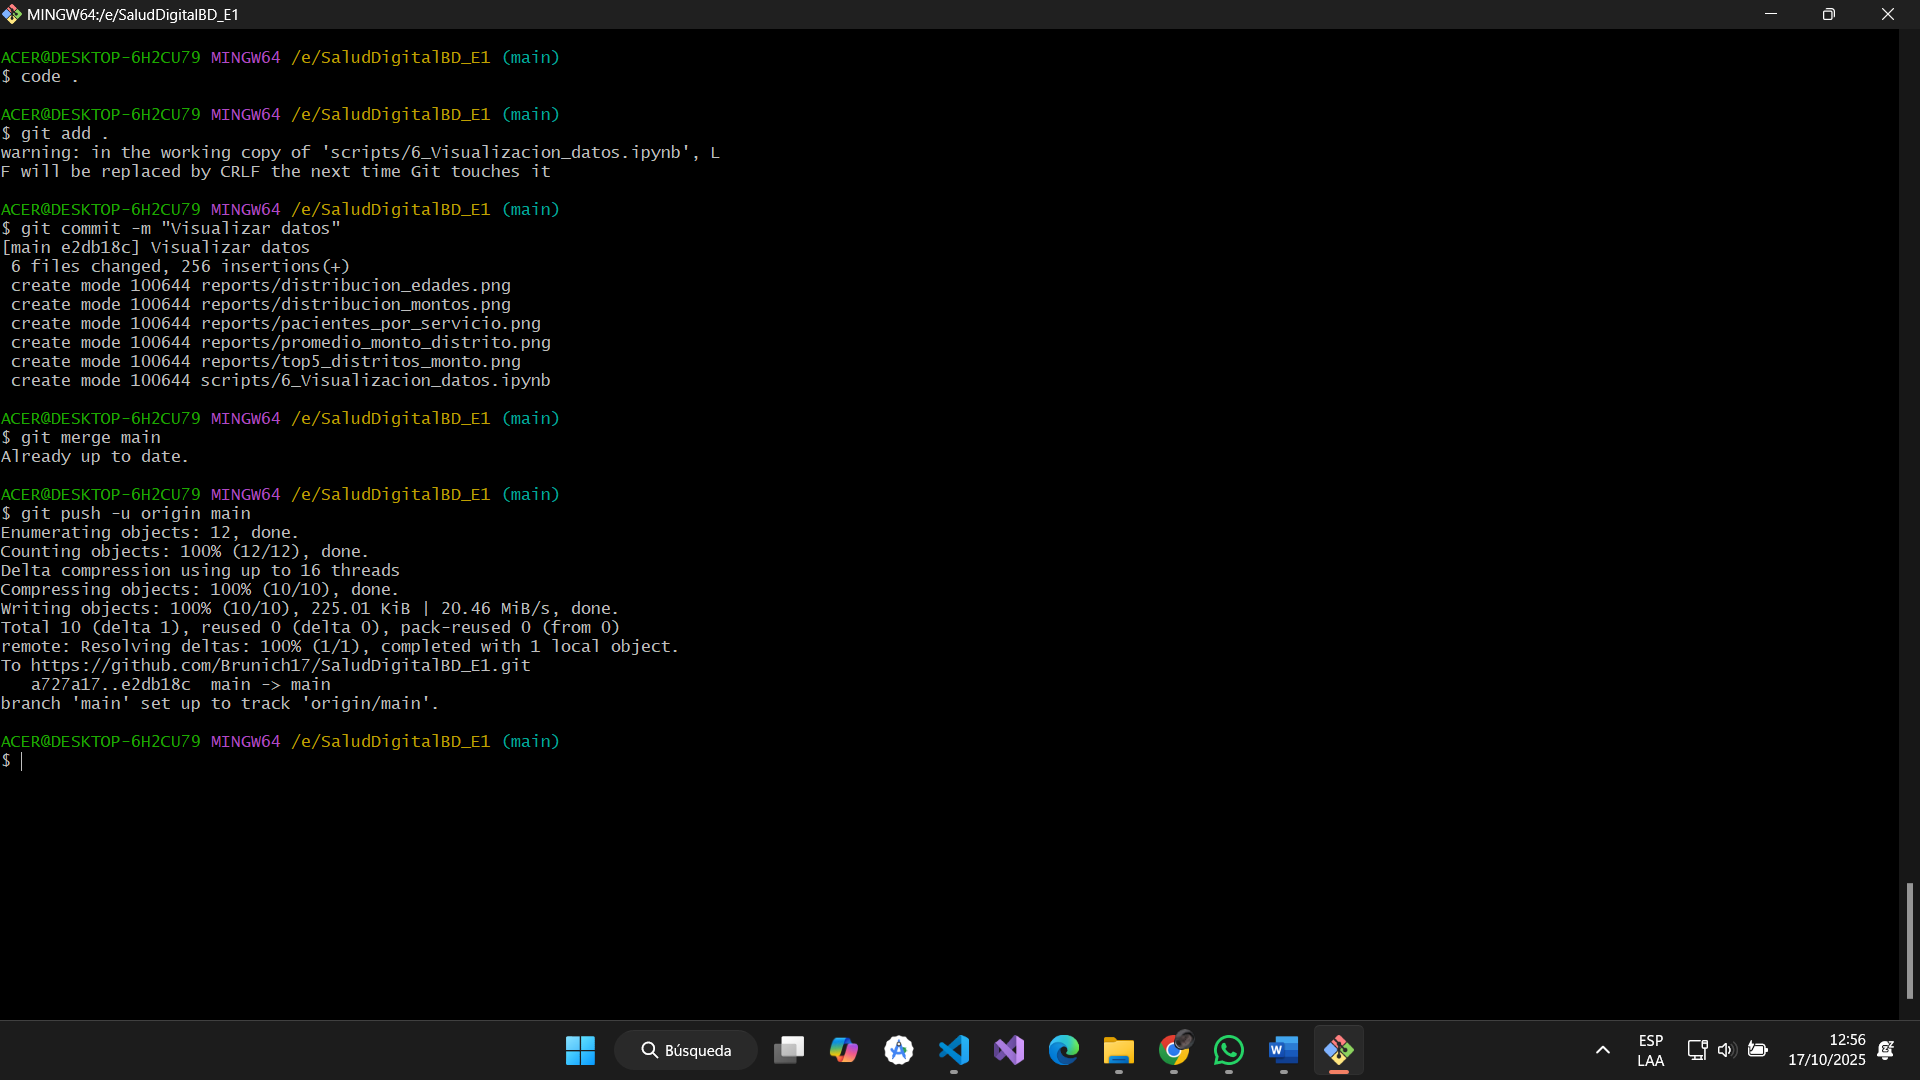 MINGW64:/e/SaludDigitalBD_E1
ACER@DESKTOP-6H2CU79 MINGW64 /e/SaludDigitalBD_E1 (main)
$ code .
ACER@DESKTOP-6H2CU79 MINGW64 /e/SaludDigitalBD_E1 (main)
$ git add .
warning: in the working copy of 'scripts/6_Visualizacion_datos.ipynb', L
F will be replaced by CRLF the next time Git touches it
ACER@DESKTOP-6H2CU79 MINGW64 /e/SaludDigitalBD_E1 (main)
$ git commit -m "Visualizar datos"
[main e2db18c] Visualizar datos
 6 files changed, 256 insertions(+)
 create mode 100644 reports/distribucion_edades.png
 create mode 100644 reports/distribucion_montos.png
 create mode 100644 reports/pacientes_por_servicio.png
 create mode 100644 reports/promedio_monto_distrito.png
 create mode 100644 reports/top5_distritos_monto.png
 create mode 100644 scripts/6_Visualizacion_datos.ipynb
ACER@DESKTOP-6H2CU79 MINGW64 /e/SaludDigitalBD_E1 (main)
$ git merge main
Already up to date.
ACER@DESKTOP-6H2CU79 MINGW64 /e/SaludDigitalBD_E1 (main)
$ git push -u origin main
Enumerating objects: 12, done.
Counting objects: 100% (12/12), done.
Delta compression using up to 16 threads
Compressing objects: 100% (10/10), done.
Writing objects: 100% (10/10), 225.01 KiB | 20.46 MiB/s, done.
Total 10 (delta 1), reused 0 (delta 0), pack-reused 0 (from 0)
remote: Resolving deltas: 100% (1/1), completed with 1 local object.
To https://github.com/Brunich17/SaludDigitalBD_E1.git
   a727a17..e2db18c  main -> main
branch 'main' set up to track 'origin/main'.
ACER@DESKTOP-6H2CU79 MINGW64 /e/SaludDigitalBD_E1 (main)
$
Búsqueda
ESP
LAA
12:56
17/10/2025